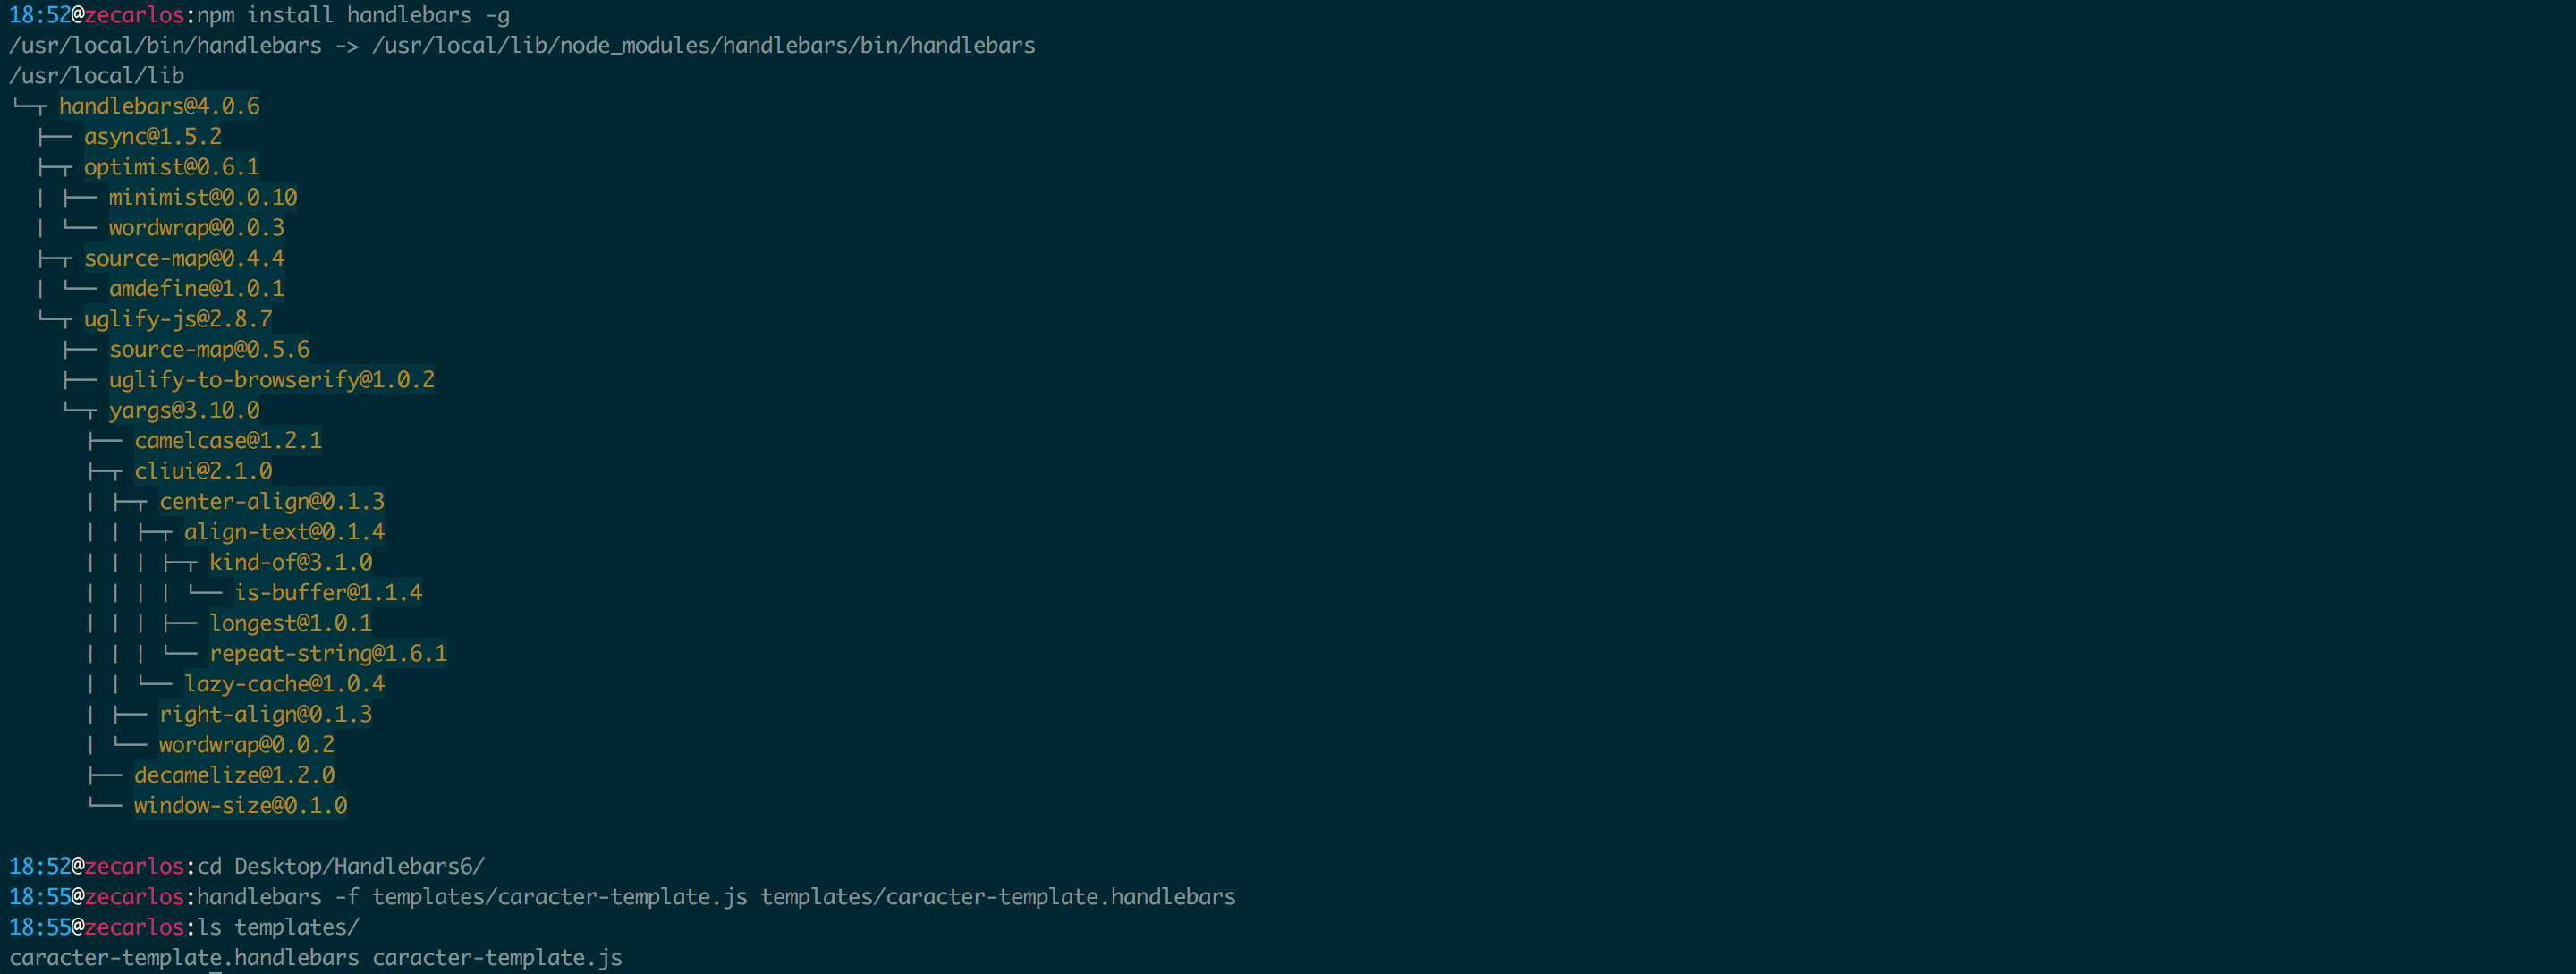 18:52@zecarlos:npm install handlebars -g
/usr/local/bin/handlebars -> /usr/local/lib/node_modules/handlebars/bin/handlebars
/usr/local/lib
└─┬ handlebars@4.0.6
  ├── async@1.5.2
  ├─┬ optimist@0.6.1
  │ ├── minimist@0.0.10
  │ └── wordwrap@0.0.3
  ├─┬ source-map@0.4.4
  │ └── amdefine@1.0.1
  └─┬ uglify-js@2.8.7
    ├── source-map@0.5.6
    ├── uglify-to-browserify@1.0.2
    └─┬ yargs@3.10.0
      ├── camelcase@1.2.1
      ├─┬ cliui@2.1.0
      │ ├─┬ center-align@0.1.3
      │ │ ├─┬ align-text@0.1.4
      │ │ │ ├─┬ kind-of@3.1.0
      │ │ │ │ └── is-buffer@1.1.4
      │ │ │ ├── longest@1.0.1
      │ │ │ └── repeat-string@1.6.1
      │ │ └── lazy-cache@1.0.4
      │ ├── right-align@0.1.3
      │ └── wordwrap@0.0.2
      ├── decamelize@1.2.0
      └── window-size@0.1.0

18:52@zecarlos:cd Desktop/Handlebars6/
18:55@zecarlos:handlebars -f templates/caracter-template.js templates/caracter-template.handlebars
18:55@zecarlos:ls templates/
caracter-template.handlebars caracter-template.js